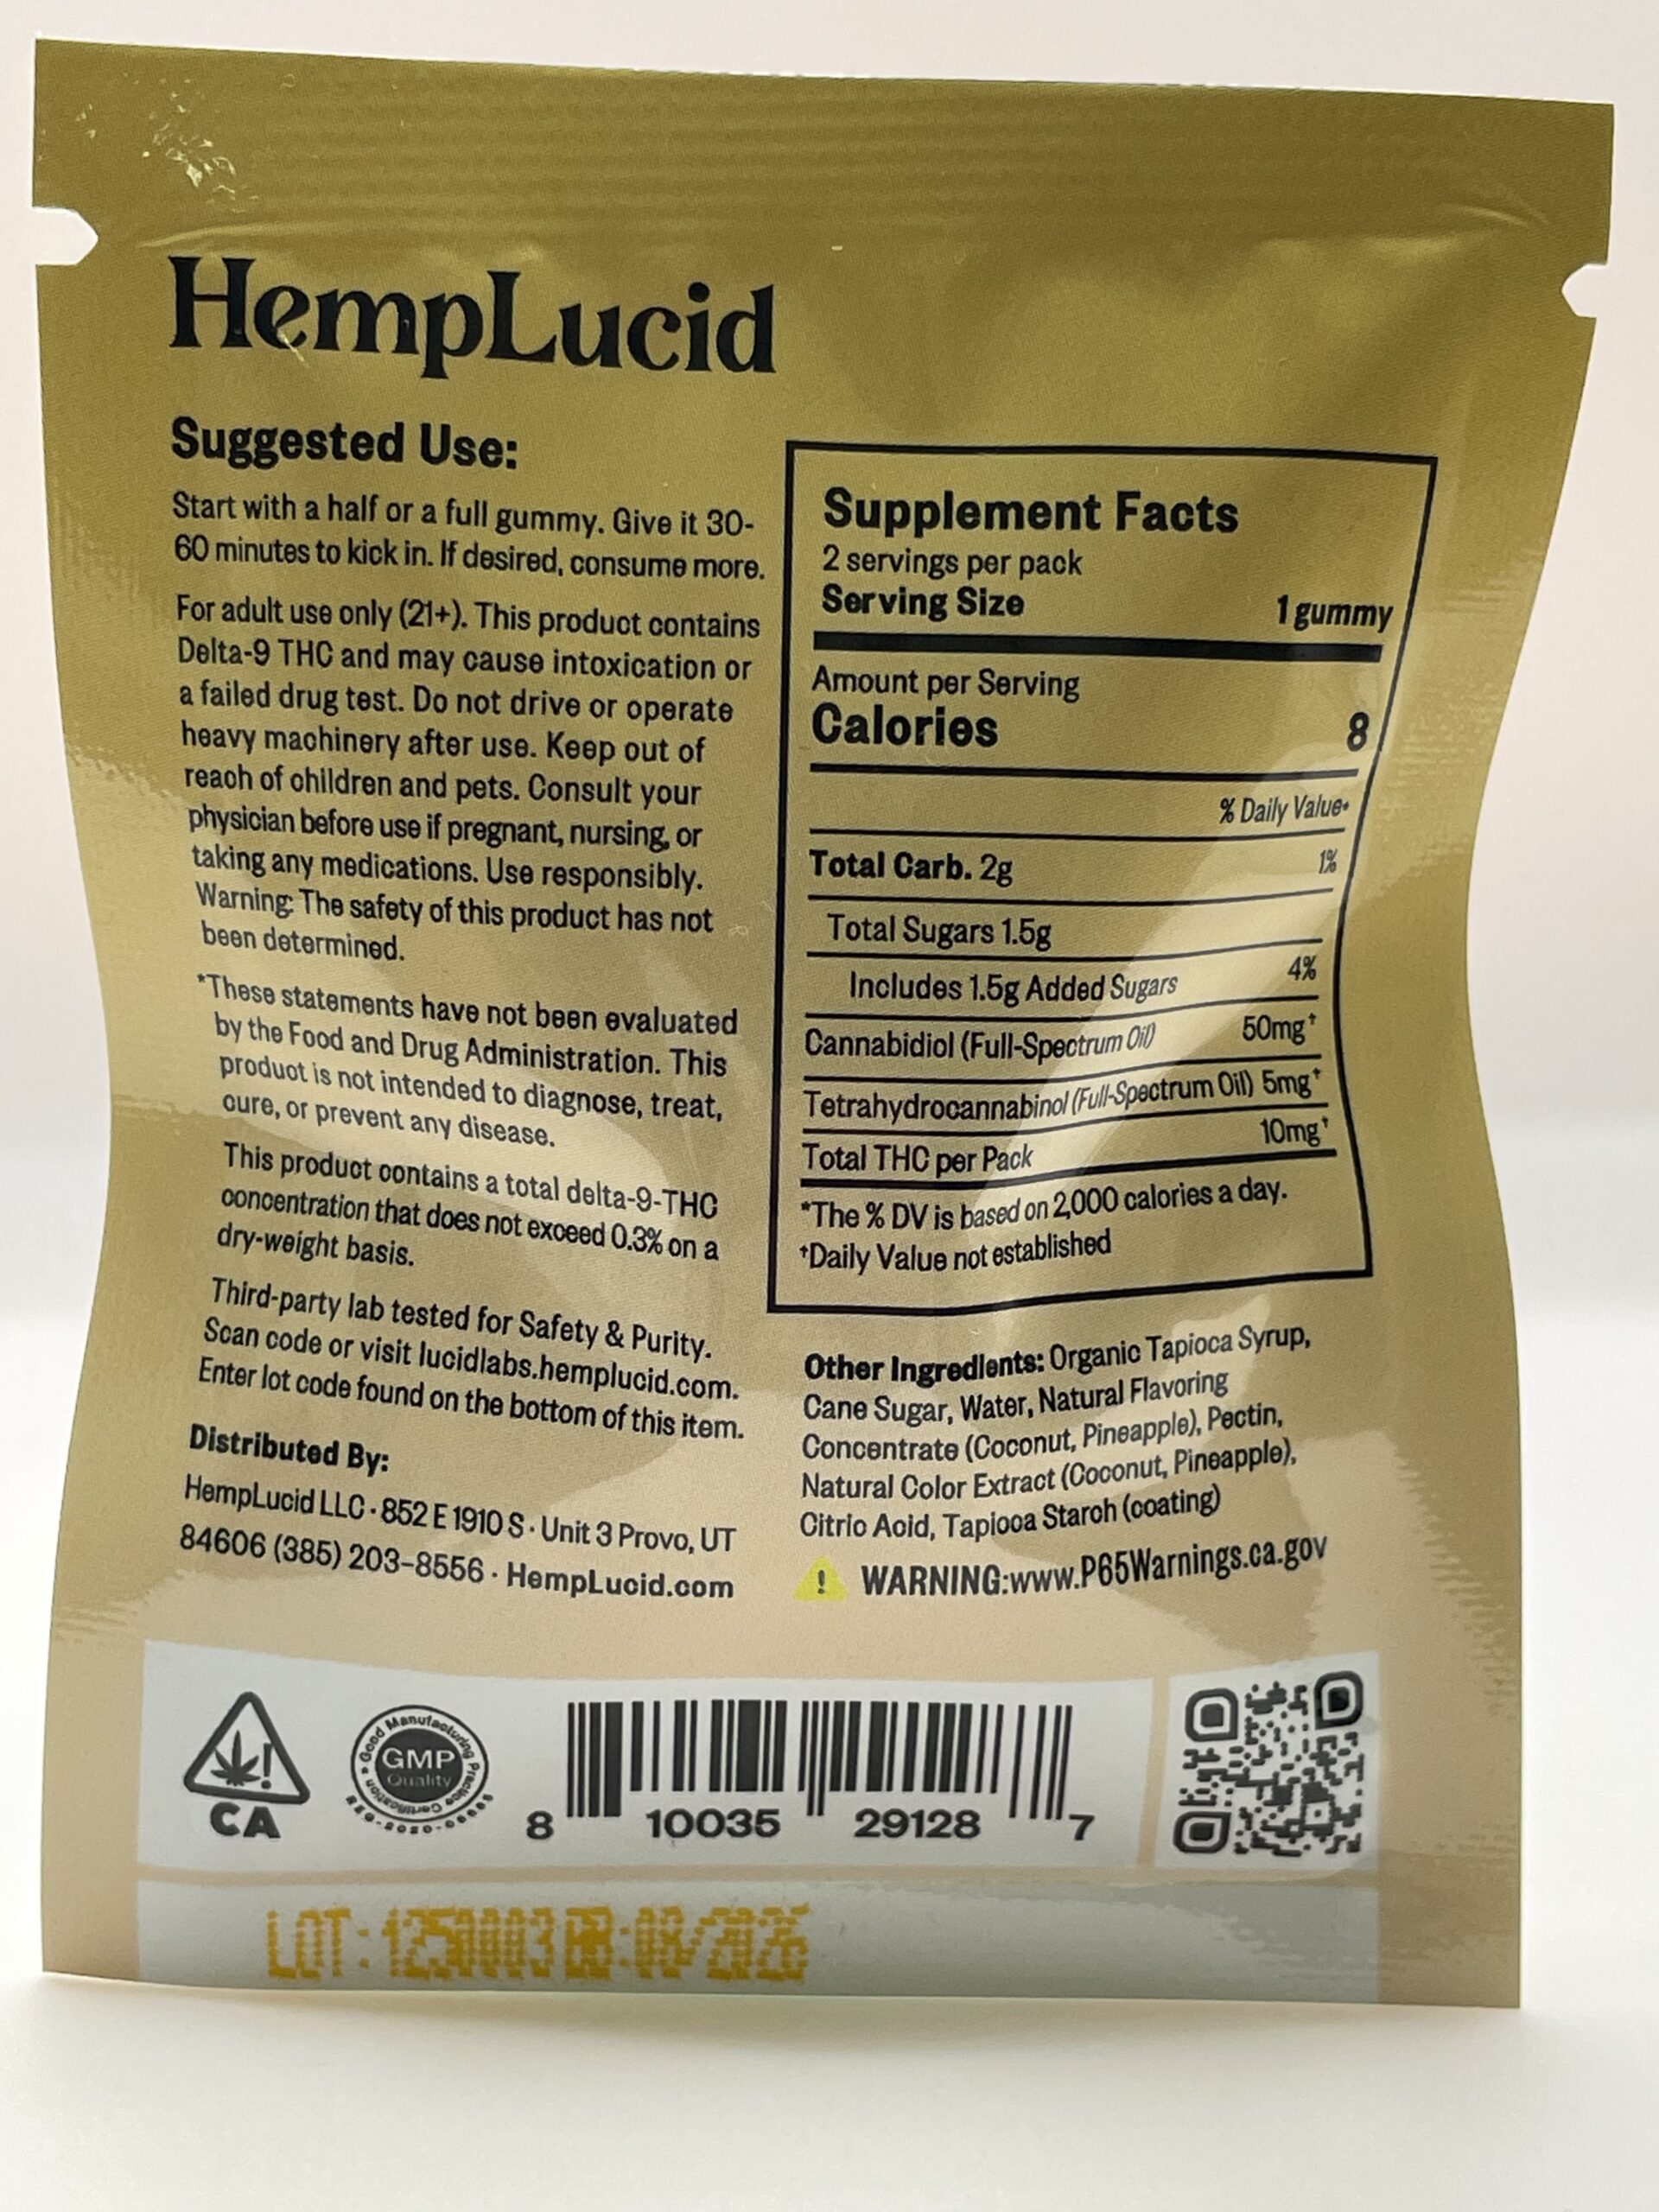 HempLucid
Suggested Use:
Start with a half or a full gummy. Give it 30-
60 minutes to kick in. If desired, consume more.
For adult use only (21+). This product contains
Delta-9 THC and may cause intoxication or
a failed drug test. Do not drive or operate
heavy machinery after use. Keep out of
reach of children and pets. Consult your
physician before use if pregnant, nursing, or
taking any medications. Use responsibly.
Warning: The safety of this product has not
been determined.
*These statements have not been evaluated
by the Food and Drug Administration. This
product is not intended to diagnose, treat,
cure, or prevent any disease.
This product contains a total delta-9-THC
concentration that does not exceed 0.3% on a
dry-weight basis.
Third-party lab tested for Safety & Purity.
Scan code or visit lucidlabs.hemplucid.com.
Enter lot code found on the bottom of this item.
Distributed By:
HempLucid LLC · 852 E 1910 S · Unit 3 Provo, UT
84606 (385) 203-8556 · HempLucid.com
Supplement Facts
2 servings per pack
Serving Size 1 gummy
Amount per Serving
Calories 8
% Daily Value*
Total Carb. 2g 1%
Total Sugars 1.5g
Includes 1.5g Added Sugars 4%
Cannabidiol (Full-Spectrum Oil) 50mg†
Tetrahydrocannabinol (Full-Spectrum Oil) 5mg†
Total THC per Pack 10mg†
*The % DV is based on 2,000 calories a day.
†Daily Value not established
Other Ingredients: Organic Tapioca Syrup,
Cane Sugar, Water, Natural Flavoring
Concentrate (Coconut, Pineapple), Pectin,
Natural Color Extract (Coconut, Pineapple),
Citric Acid, Tapioca Starch (coating)
! WARNING:www.P65Warnings.ca.gov
!
CA
Good Manufacturing Practice Certification
GMP
Quality
8 10035 29128 7
LOT: